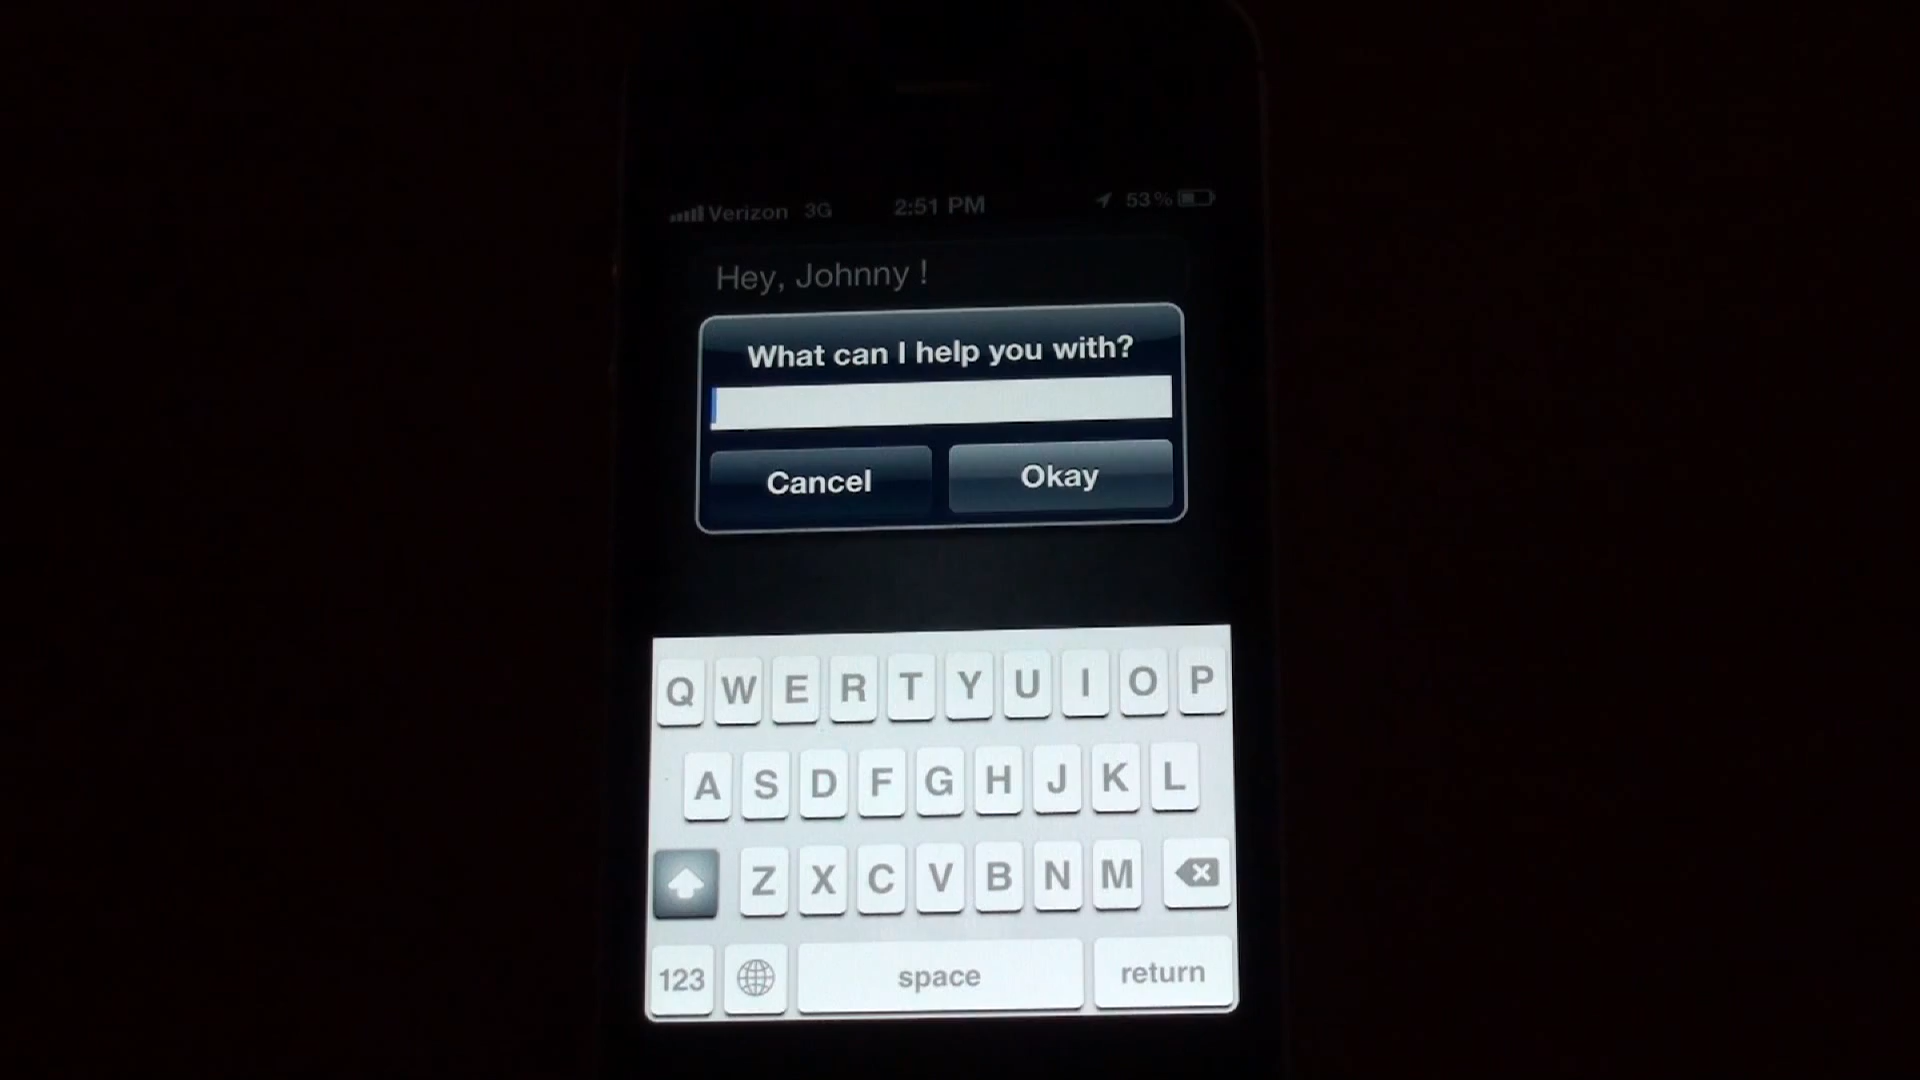 Verizon 3G 2:51 PM 53%
Hey, Johnny !
What can I help you with?
Cancel Okay
Q W E R T Y U I O P
A S D F G H J K L
Z X C V B N M
123 space return